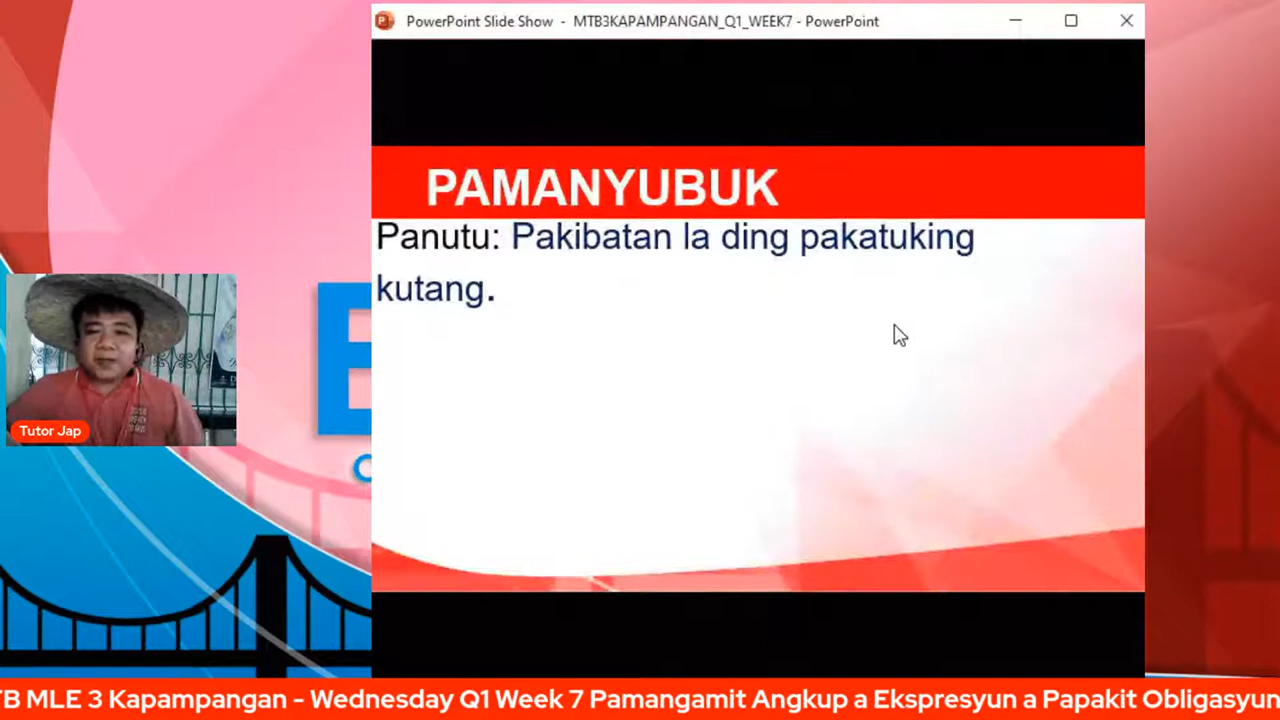 PowerPoint Slide Show - MTB3KAPAMPANGAN_Q1_WEEK7 - PowerPoint
PAMANYUBUK
Panutu: Pakibatan la ding pakatuking
kutang.
Tutor Jap
MLE 3 Kapampangan - Wednesday Q1 Week 7 Pamangamit Angkup a Ekspresyun a Papakit Obligasyun